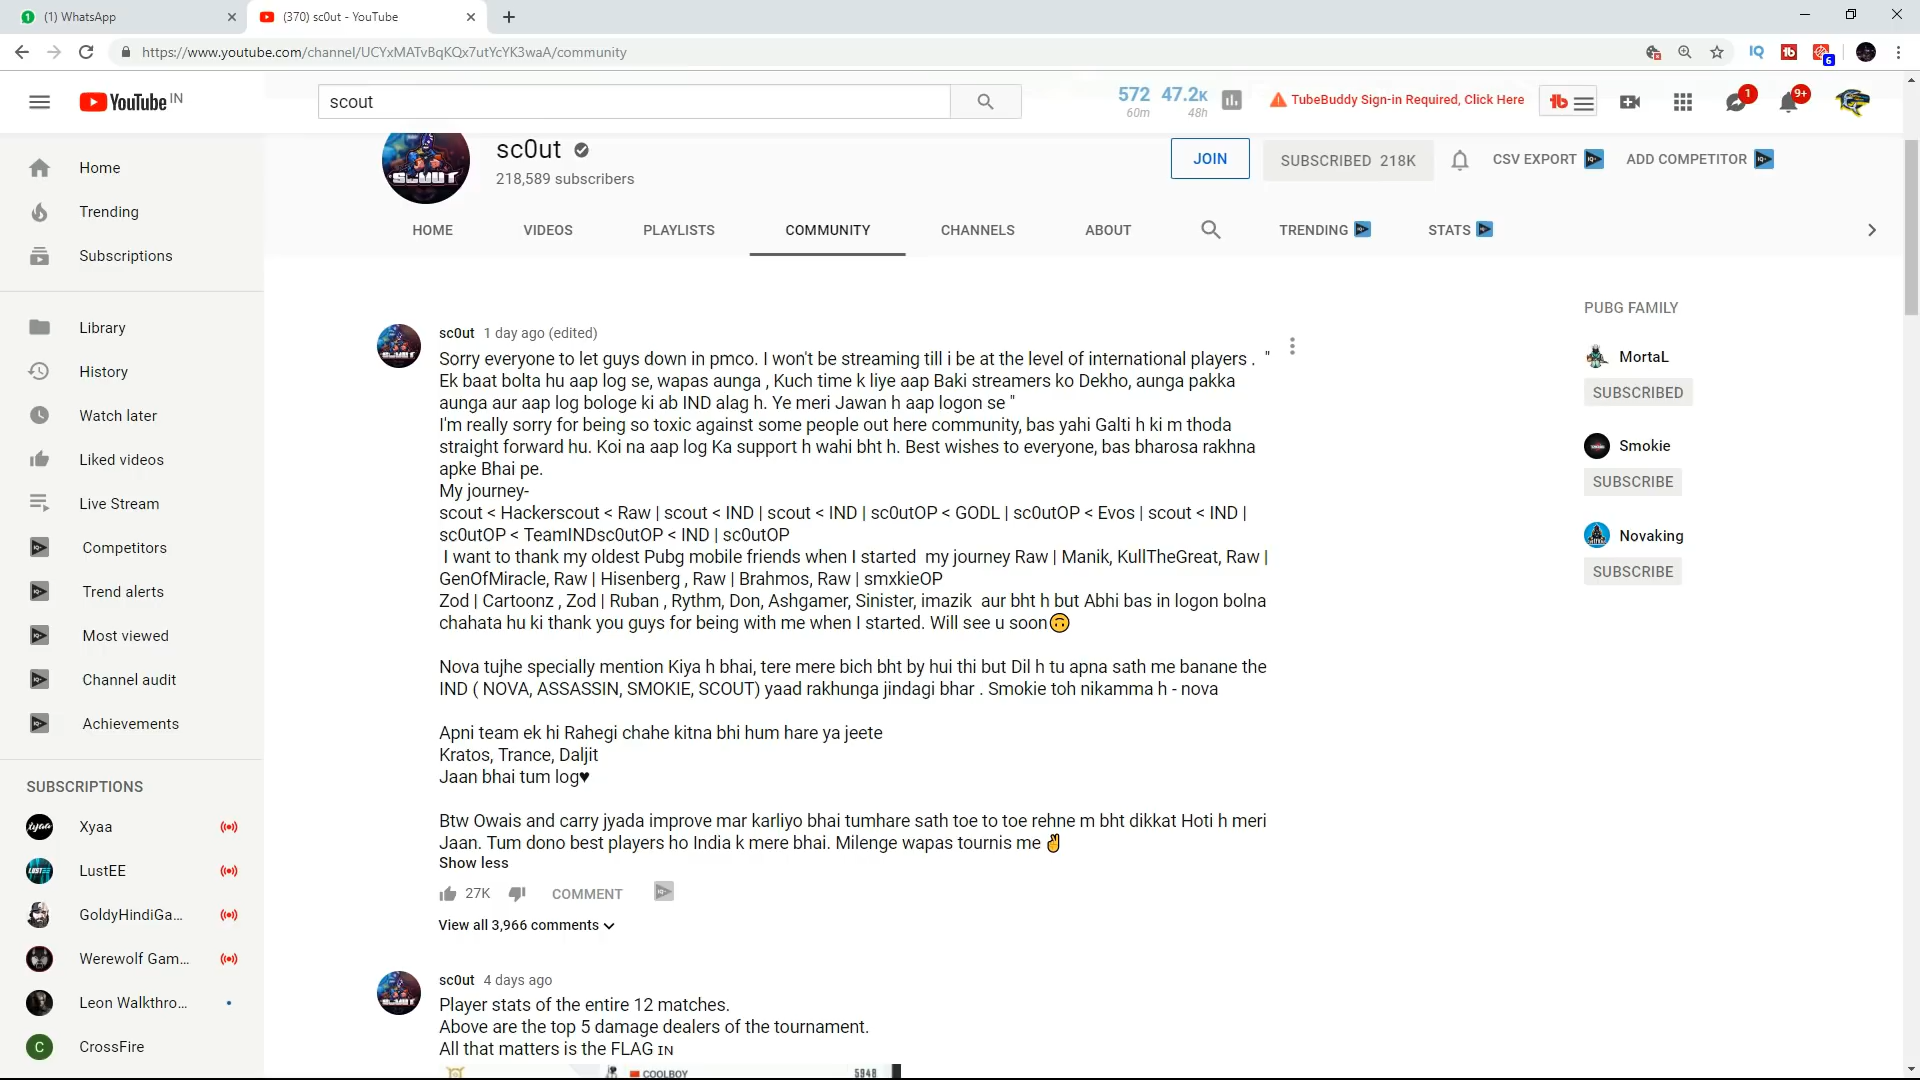 (1) WhatsApp
(370) sc0ut - YouTube
https://www.youtube.com/channel/UCYxMATvBqKQx7utYcYK3waA/community
IQ
6
YouTube IN
scout
572 47.2K
60m 48h
TubeBuddy Sign-in Required, Click Here
1
9+
SCOUT
sc0ut
218,589 subscribers
JOIN
SUBSCRIBED 218K
CSV EXPORT
ADD COMPETITOR
HOME
VIDEOS
PLAYLISTS
COMMUNITY
CHANNELS
ABOUT
TRENDING
STATS
Home
Trending
Subscriptions
Library
History
Watch later
Liked videos
Live Stream
Competitors
Trend alerts
Most viewed
Channel audit
Achievements
SUBSCRIPTIONS
Xyaa
LustEE
GoldyHindiGa...
Werewolf Gam...
Leon Walkthro...
C
CrossFire
sc0ut 1 day ago (edited)
Sorry everyone to let guys down in pmco. I won't be streaming till i be at the level of international players . "
Ek baat bolta hu aap log se, wapas aunga , Kuch time k liye aap Baki streamers ko Dekho, aunga pakka
aunga aur aap log bologe ki ab IND alag h. Ye meri Jawan h aap logon se "
I'm really sorry for being so toxic against some people out here community, bas yahi Galti h ki m thoda
straight forward hu. Koi na aap log Ka support h wahi bht h. Best wishes to everyone, bas bharosa rakhna
apke Bhai pe.
My journey-
scout < Hackerscout < Raw | scout < IND | scout < IND | sc0utOP < GODL | sc0utOP < Evos | scout < IND |
sc0utOP < TeamINDsc0utOP < IND | sc0utOP
I want to thank my oldest Pubg mobile friends when I started my journey Raw | Manik, KullTheGreat, Raw |
GenOfMiracle, Raw | Hisenberg , Raw | Brahmos, Raw | smxkieOP
Zod | Cartoonz , Zod | Ruban , Rythm, Don, Ashgamer, Sinister, imazik aur bht h but Abhi bas in logon bolna
chahata hu ki thank you guys for being with me when I started. Will see u soon🙃
Nova tujhe specially mention Kiya h bhai, tere mere bich bht by hui thi but Dil h tu apna sath me banane the
IND ( NOVA, ASSASSIN, SMOKIE, SCOUT) yaad rakhunga jindagi bhar . Smokie toh nikamma h - nova
Apni team ek hi Rahegi chahe kitna bhi hum hare ya jeete
Kratos, Trance, Daljit
Jaan bhai tum log♥
Btw Owais and carry jyada improve mar karliyo bhai tumhare sath toe to toe rehne m bht dikkat Hoti h meri
Jaan. Tum dono best players ho India k mere bhai. Milenge wapas tournis me ✌
Show less
27K
COMMENT
View all 3,966 comments
sc0ut 4 days ago
Player stats of the entire 12 matches.
Above are the top 5 damage dealers of the tournament.
All that matters is the FLAG IN
COOLBOY 5948
PUBG FAMILY
MortaL
SUBSCRIBED
Smokie
SUBSCRIBE
Novaking
SUBSCRIBE